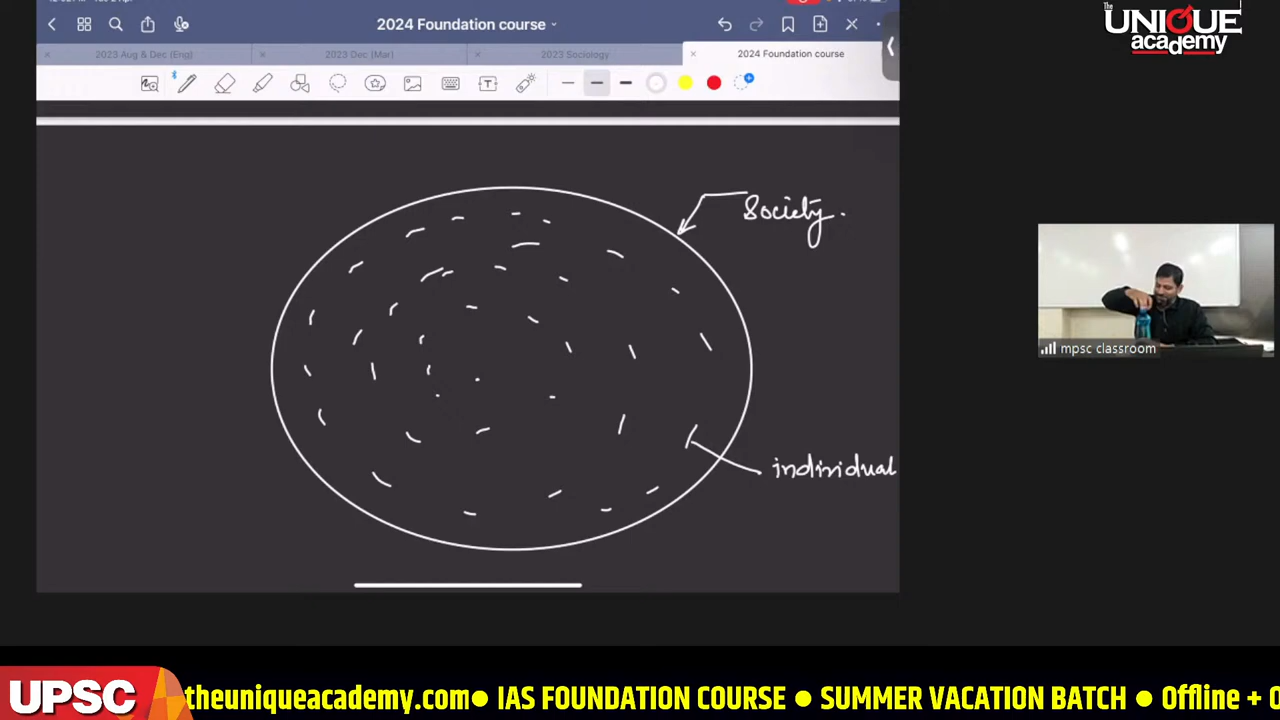 2024 Foundation course
2023 Aug & Dec (Eng)
2023 Dec (Mar)
2023 Sociology
2024 Foundation course
The
UNIQUE
academy
Society.
individual
mpsc classroom
UPSC
theuniqueacademy.com● IAS FOUNDATION COURSE ● SUMMER VACATION BATCH ● Offline +